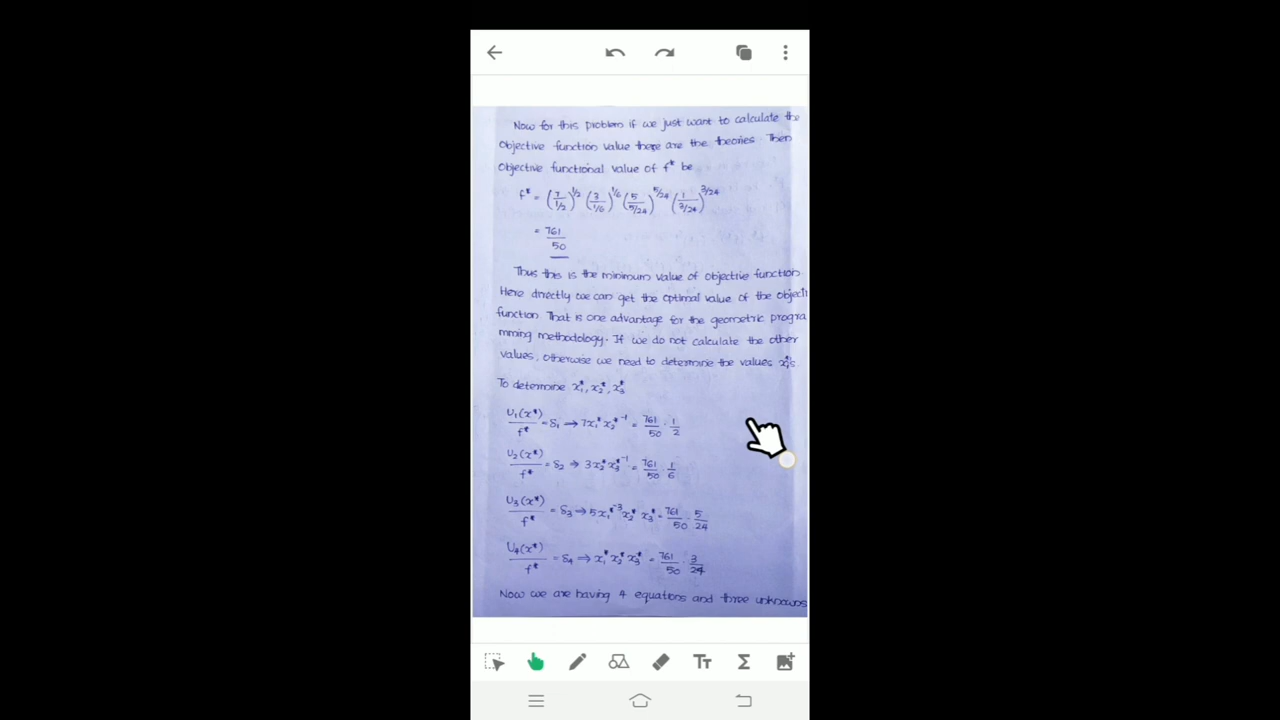 Now for this problem if we just want to calculate the
Objective function value there are the theories Then
Objective functional value of f* be
f* = (7/1/2)^1/2 (3/1/6)^1/6 (5/5/24)^5/24 (1/3/24)^3/24
= 761/50
Thus this is the minimum value of objective function
Here directly we can get the optimal value of the objecti
function That is one advantage for the geometric progra
mming methodology. If we do not calculate the other
values, otherwise we need to determine the values xᵢ*'s
To determine x₁*, x₂*, x₃*
U₁(x*)/f* = δ₁ ⇒ 7x₁* x₂*⁻¹ = 761/50 · 1/2
U₂(x*)/f* = δ₂ ⇒ 3x₂* x₃*⁻¹ = 761/50 · 1/6
U₃(x*)/f* = δ₃ ⇒ 5x₁*⁻³ x₂* x₃* = 761/50 · 5/24
U₄(x*)/f* = δ₄ ⇒ x₁* x₂* x₃* = 761/50 · 3/24
Now we are having 4 equations and three unknowns
Tт
Σ